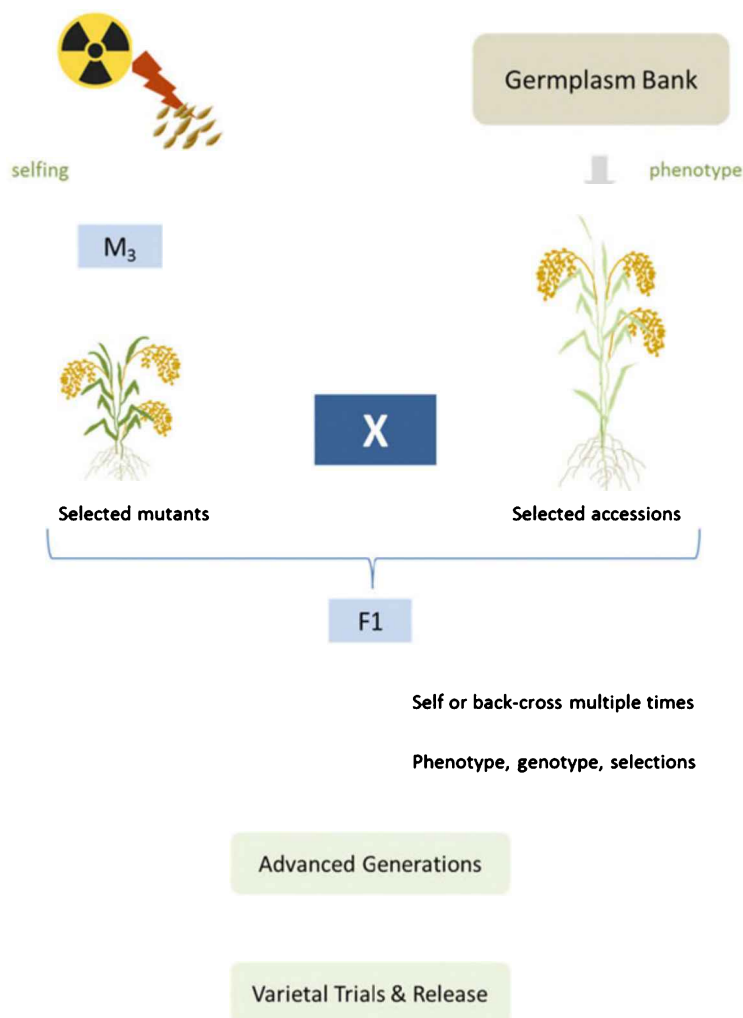 Germplasm Bank
selfing
phenotype
M₃
X
Selected mutants
Selected accessions
F1
Self or back-cross multiple times
Phenotype, genotype, selections
Advanced Generations
Varietal Trials & Release